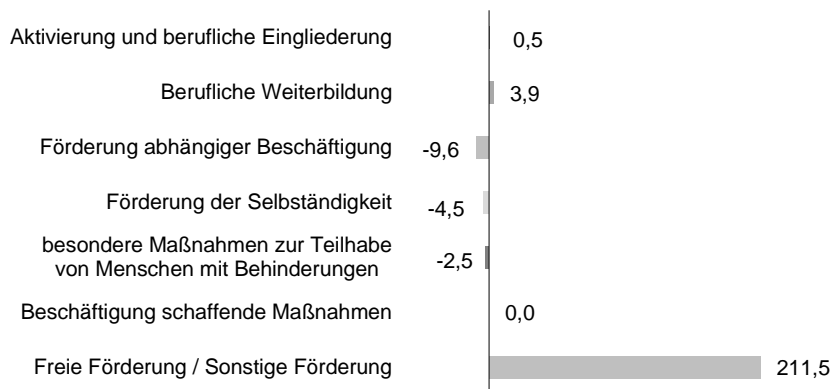 Aktivierung und berufliche Eingliederung 0,5
Berufliche Weiterbildung 3,9
Förderung abhängiger Beschäftigung -9,6
Förderung der Selbständigkeit -4,5
besondere Maßnahmen zur Teilhabe
von Menschen mit Behinderungen -2,5
Beschäftigung schaffende Maßnahmen 0,0
Freie Förderung / Sonstige Förderung 211,5